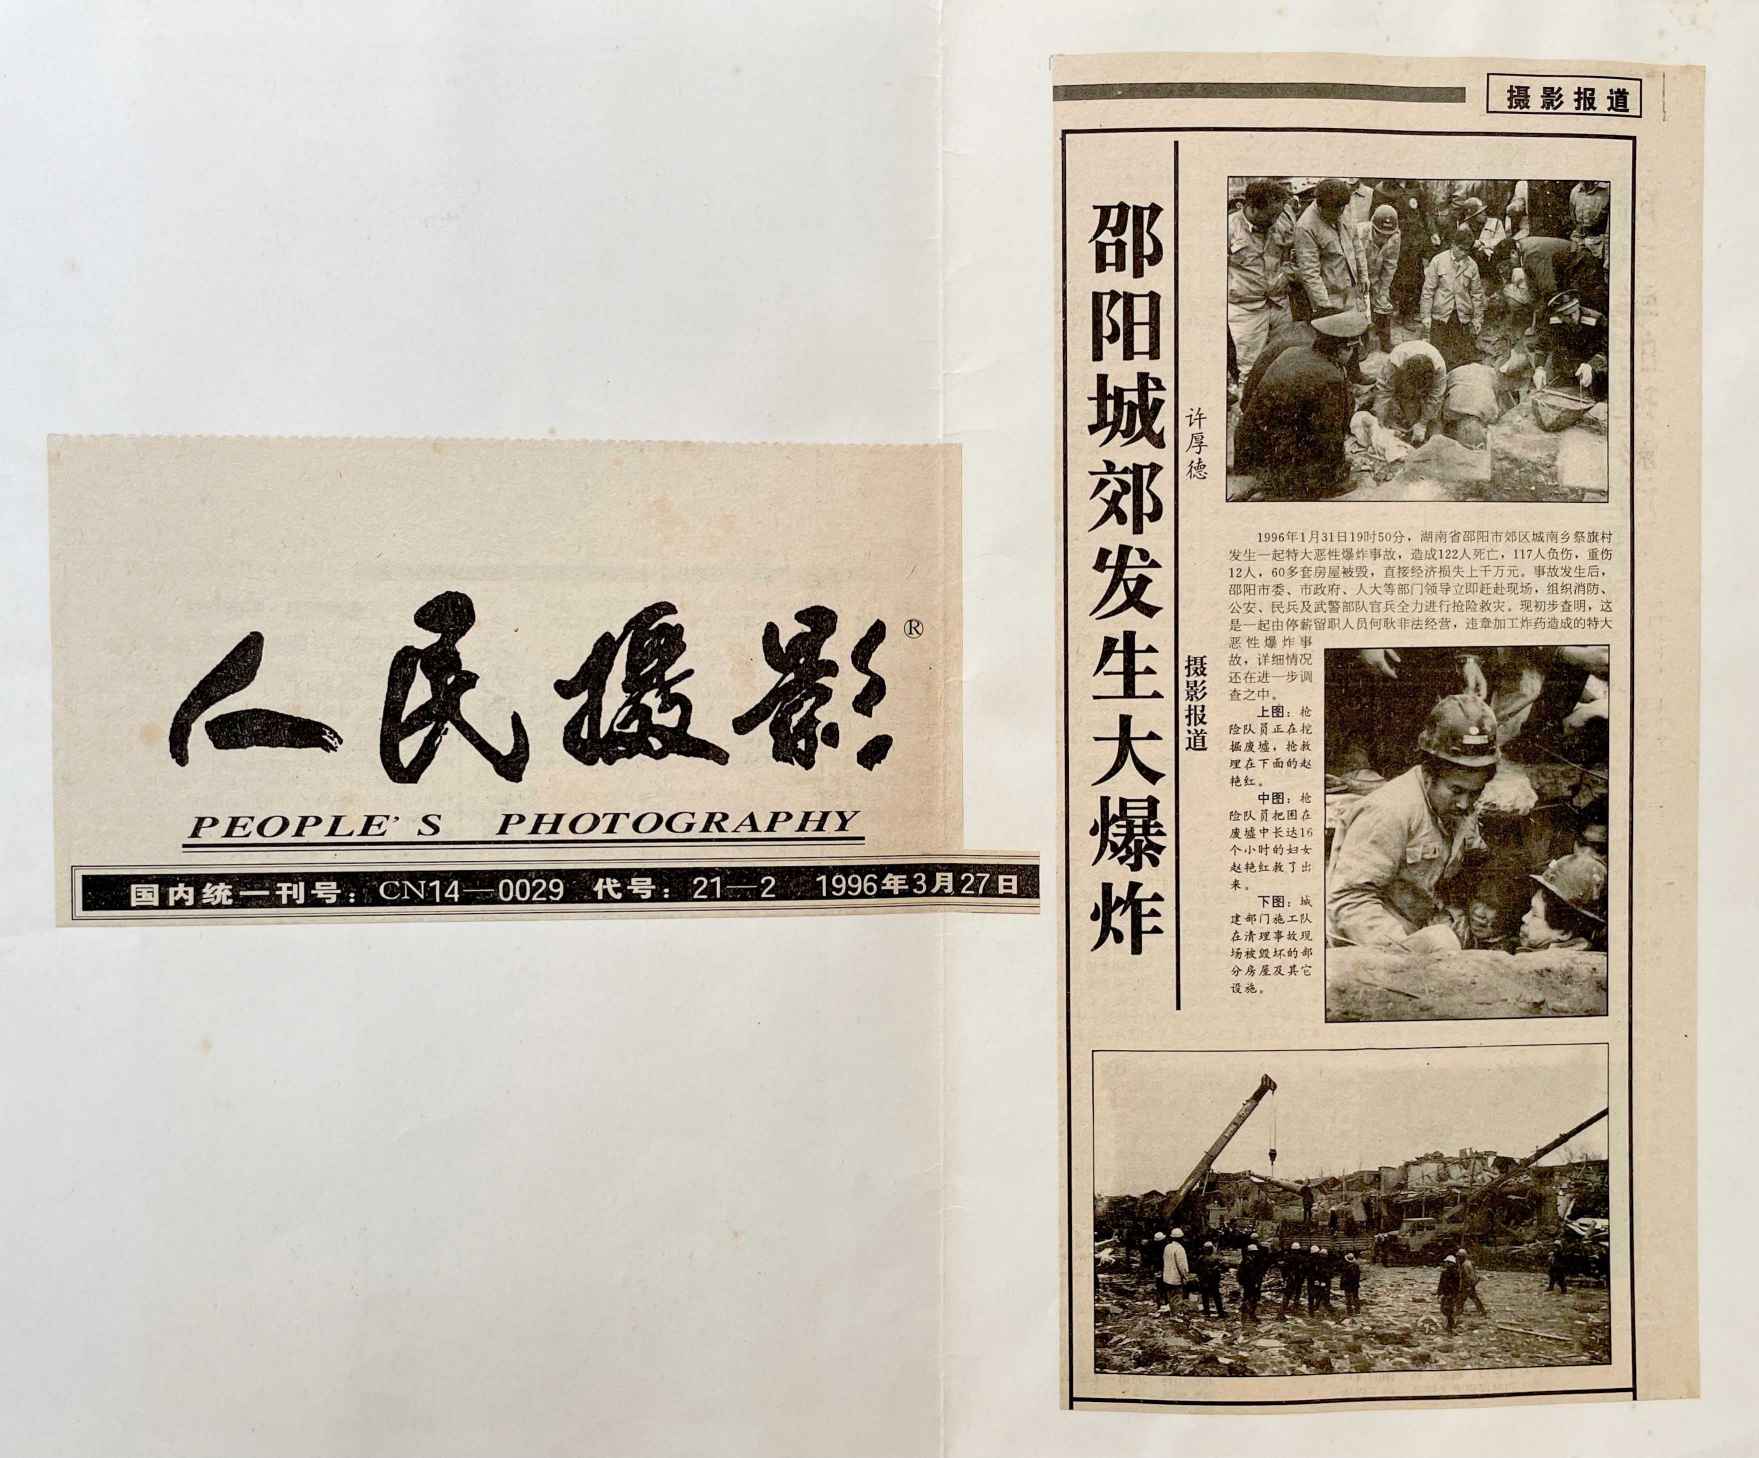 人民摄影®
PEOPLE'S PHOTOGRAPHY
国内统一刊号：CN14—0029 代号：21—2 1996年3月27日
摄影报道
邵阳城郊发生大爆炸
许厚德
摄影报道
1996年1月31日19时50分，湖南省邵阳市郊区城南乡祭旗村
发生一起特大恶性爆炸事故，造成122人死亡，117人负伤，重伤
12人，60多套房屋被毁，直接经济损失上千万元。事故发生后，
邵阳市委、市政府、人大等部门领导立即赶赴现场，组织消防、
公安、民兵及武警部队官兵全力进行抢险救灾。现初步查明，这
是一起由停薪留职人员何耿非法经营，违章加工炸药造成的特大
恶性爆炸事
故，详细情况
还在进一步调
查之中。
上图：抢
险队员正在挖
掘废墟，抢救
埋在下面的赵
艳红。
中图：抢
险队员把困在
废墟中长达16
个小时的妇女
赵艳红救了出
来。
下图：城
建部门施工队
在清理事故现
场被毁坏的部
分房屋及其它
设施。